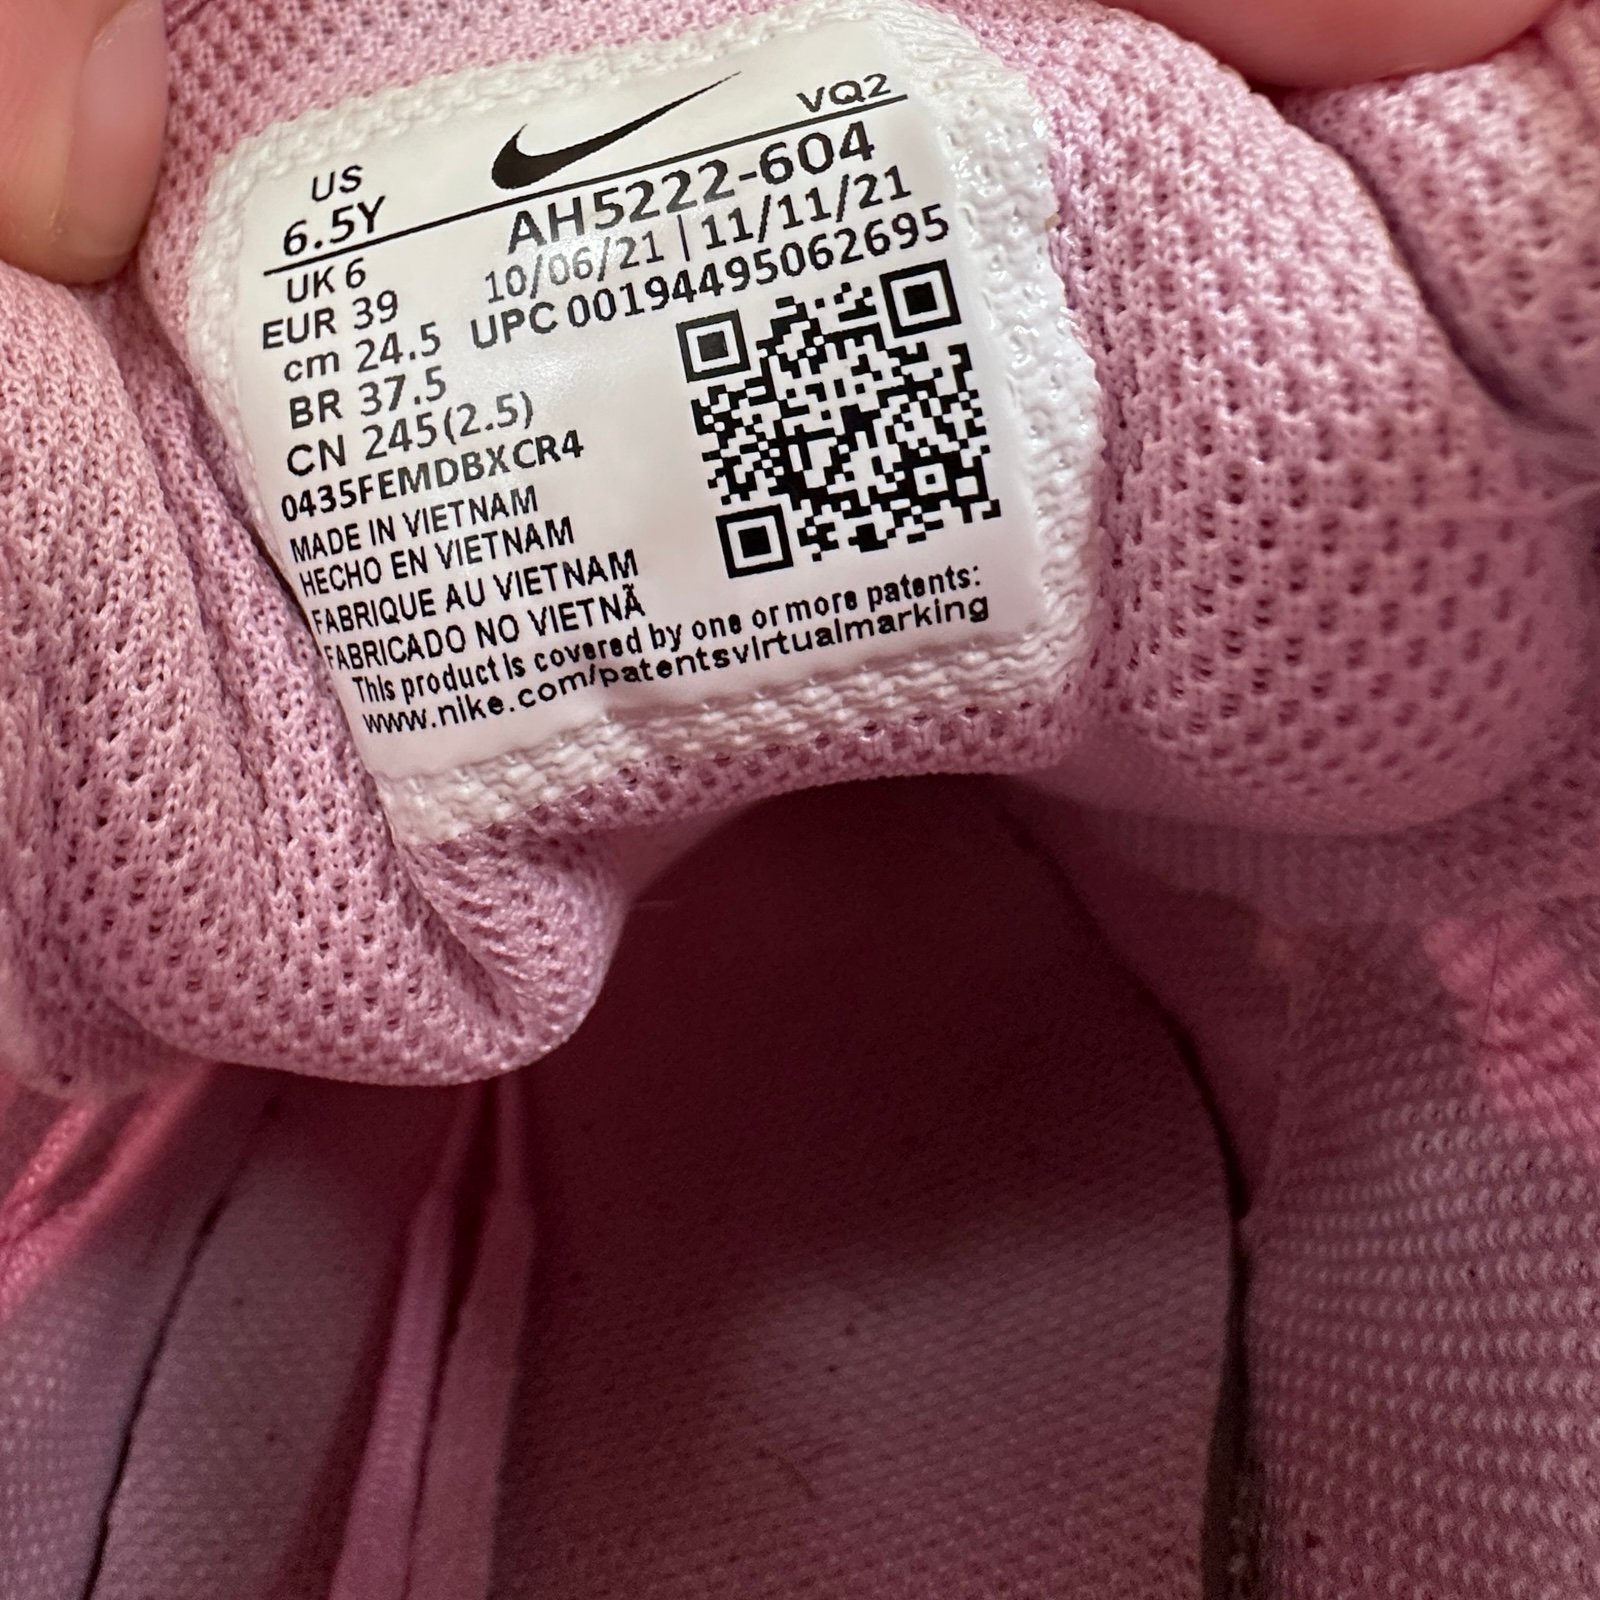 VQ2
US
6.5Y
AH5222-604
UK 6
10/06/21 | 11/11/21
EUR 39
UPC 00194495062695
cm 24.5
BR 37.5
CN 245(2.5)
0435FEMDBXCR4
MADE IN VIETNAM
HECHO EN VIETNAM
FABRIQUE AU VIETNAM
FABRICADO NO VIETNÃ
This product is covered by one or more patents:
www.nike.com/patentsvirtualmarking